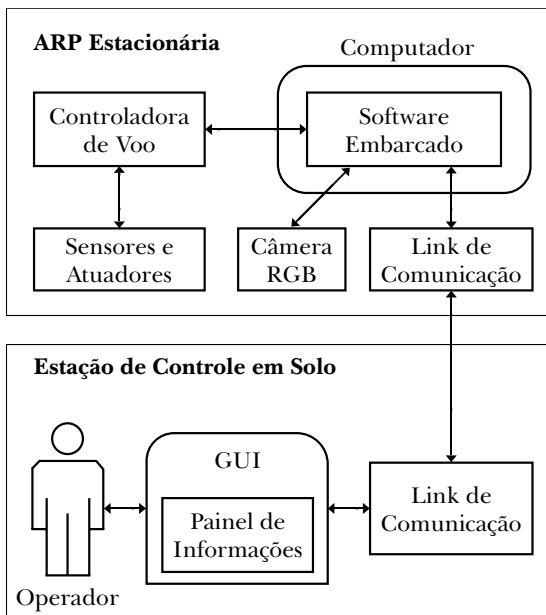 ARP Estacionária
Computador
Controladora
de Voo
Software
Embarcado
Sensores e
Atuadores
Câmera
RGB
Link de
Comunicação
Estação de Controle em Solo
GUI
Painel de
Informações
Link de
Comunicação
Operador